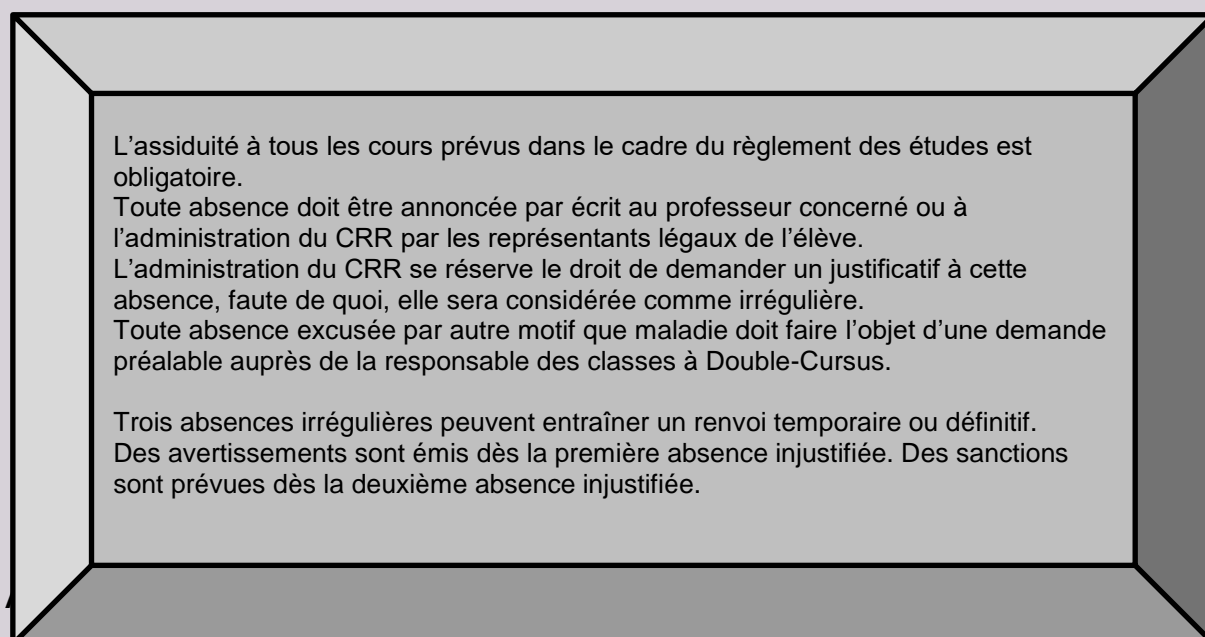 L’assiduité à tous les cours prévus dans le cadre du règlement des études est
obligatoire.
Toute absence doit être annoncée par écrit au professeur concerné ou à
l’administration du CRR par les représentants légaux de l’élève.
L’administration du CRR se réserve le droit de demander un justificatif à cette
absence, faute de quoi, elle sera considérée comme irrégulière.
Toute absence excusée par autre motif que maladie doit faire l’objet d’une demande
préalable auprès de la responsable des classes à Double-Cursus.
Trois absences irrégulières peuvent entraîner un renvoi temporaire ou définitif.
Des avertissements sont émis dès la première absence injustifiée. Des sanctions
sont prévues dès la deuxième absence injustifiée.